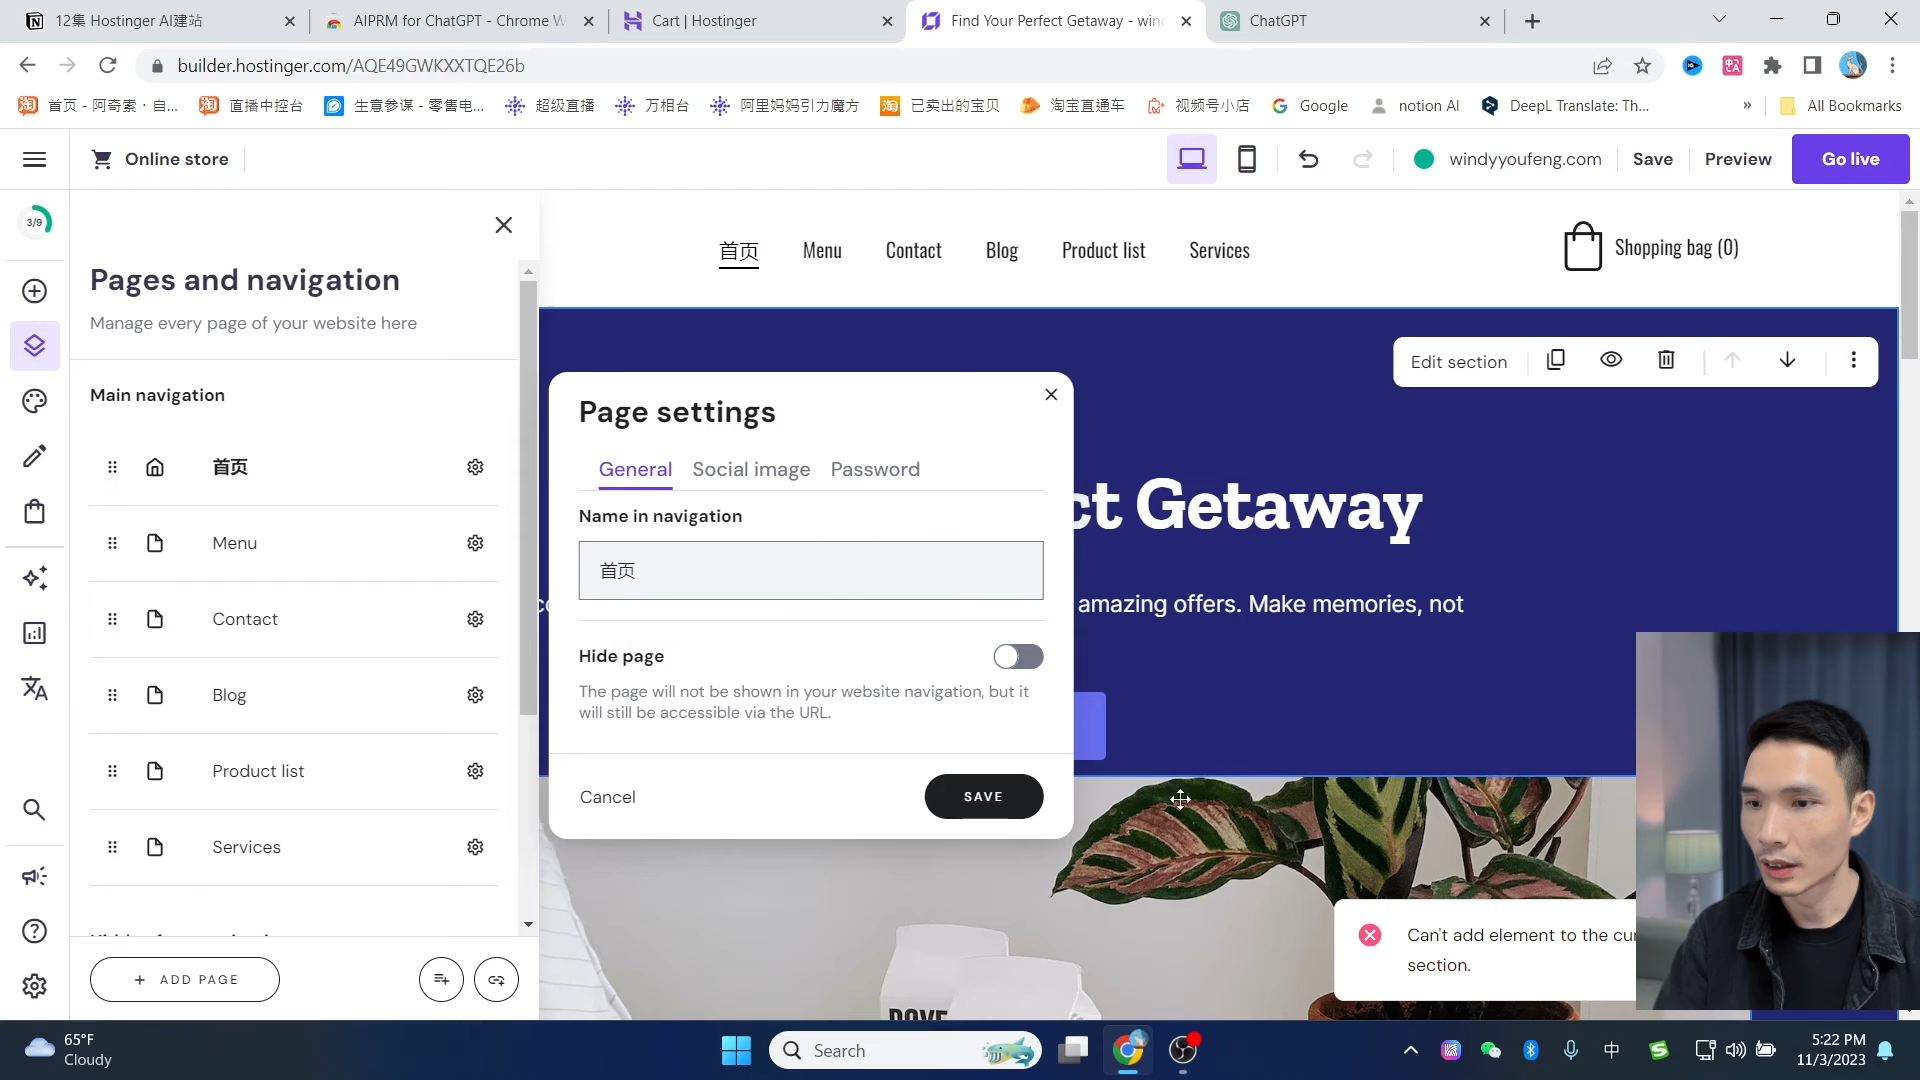 12集 Hostinger AI建站
AIPRM for ChatGPT - Chrome W
Cart | Hostinger
Find Your Perfect Getaway - win
ChatGPT
builder.hostinger.com/AQE49GWKXXTQE26b
首页 - 阿奇索 · 自...
直播中控台
生意参谋 - 零售电...
超级直播
万相台
阿里妈妈引力魔方
已卖出的宝贝
淘宝直通车
视频号小店
Google
notion AI
DeepL Translate: Th...
»
All Bookmarks
Online store
windyyoufeng.com
Save
Preview
Go live
3/9
Pages and navigation
Manage every page of your website here
Main navigation
首页
Menu
Contact
Blog
Product list
Services
+ ADD PAGE
首页
Menu
Contact
Blog
Product list
Services
Shopping bag (0)
Edit section
ct Getaway
amazing offers. Make memories, not
Page settings
General
Social image
Password
Name in navigation
首页
Hide page
The page will not be shown in your website navigation, but it
will still be accessible via the URL.
Cancel
SAVE
Can't add element to the cur
section.
65°F
Cloudy
Search
中
5:22 PM
11/3/2023